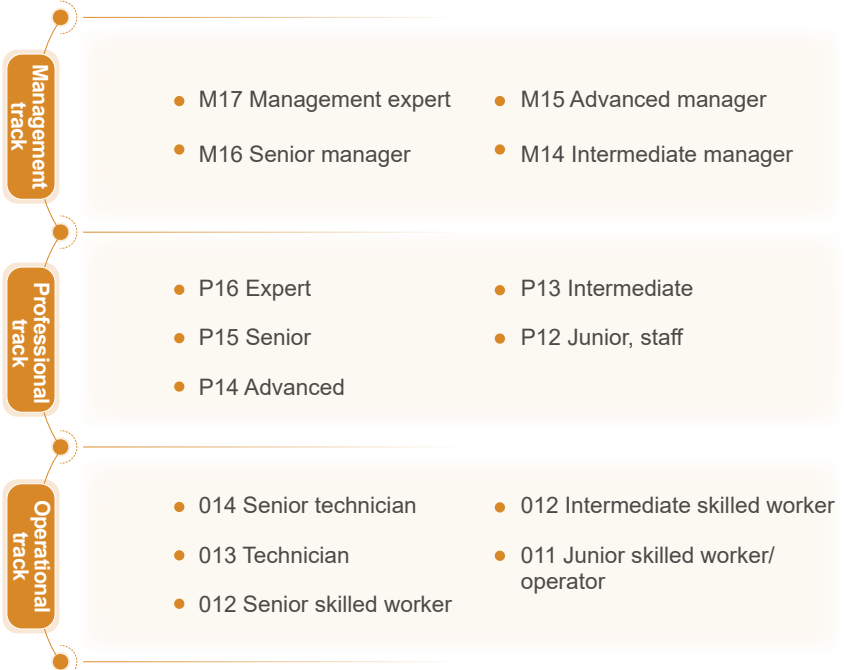 Management
track
M17 Management expert
M16 Senior manager
M15 Advanced manager
M14 Intermediate manager
Professional
track
P16 Expert
P15 Senior
P14 Advanced
P13 Intermediate
P12 Junior, staff
Operational
track
014 Senior technician
013 Technician
012 Senior skilled worker
012 Intermediate skilled worker
011 Junior skilled worker/
operator